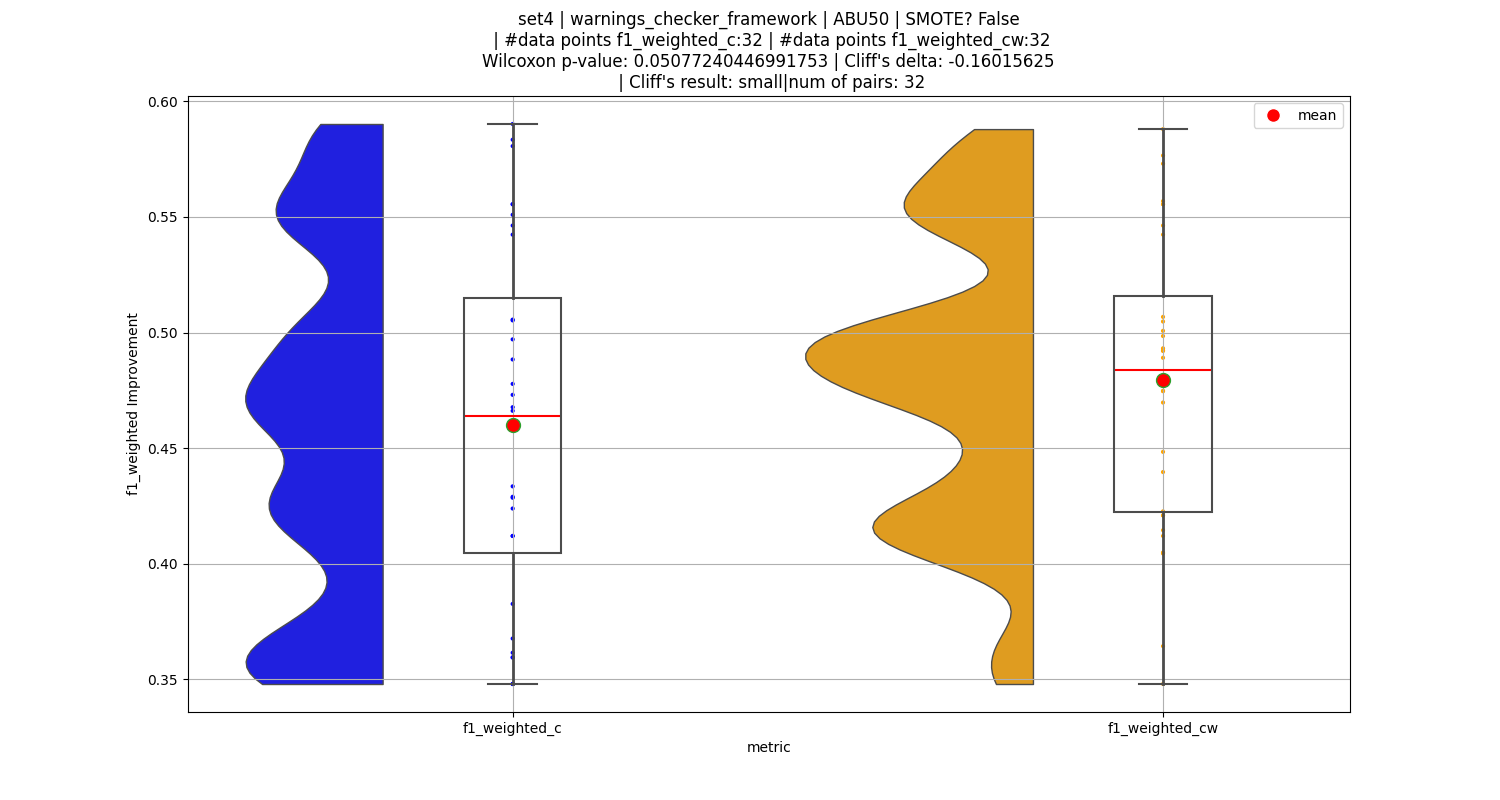 set4 | warnings_checker_framework | ABU50 | SMOTE? False
| #data points f1_weighted_c:32 | #data points f1_weighted_cw:32
Wilcoxon p-value: 0.05077240446991753 | Cliff's delta: -0.16015625
| Cliff's result: small|num of pairs: 32
mean
0.60
0.55
0.50
0.45
0.40
0.35
f1_weighted Improvement
f1_weighted_c
f1_weighted_cw
metric